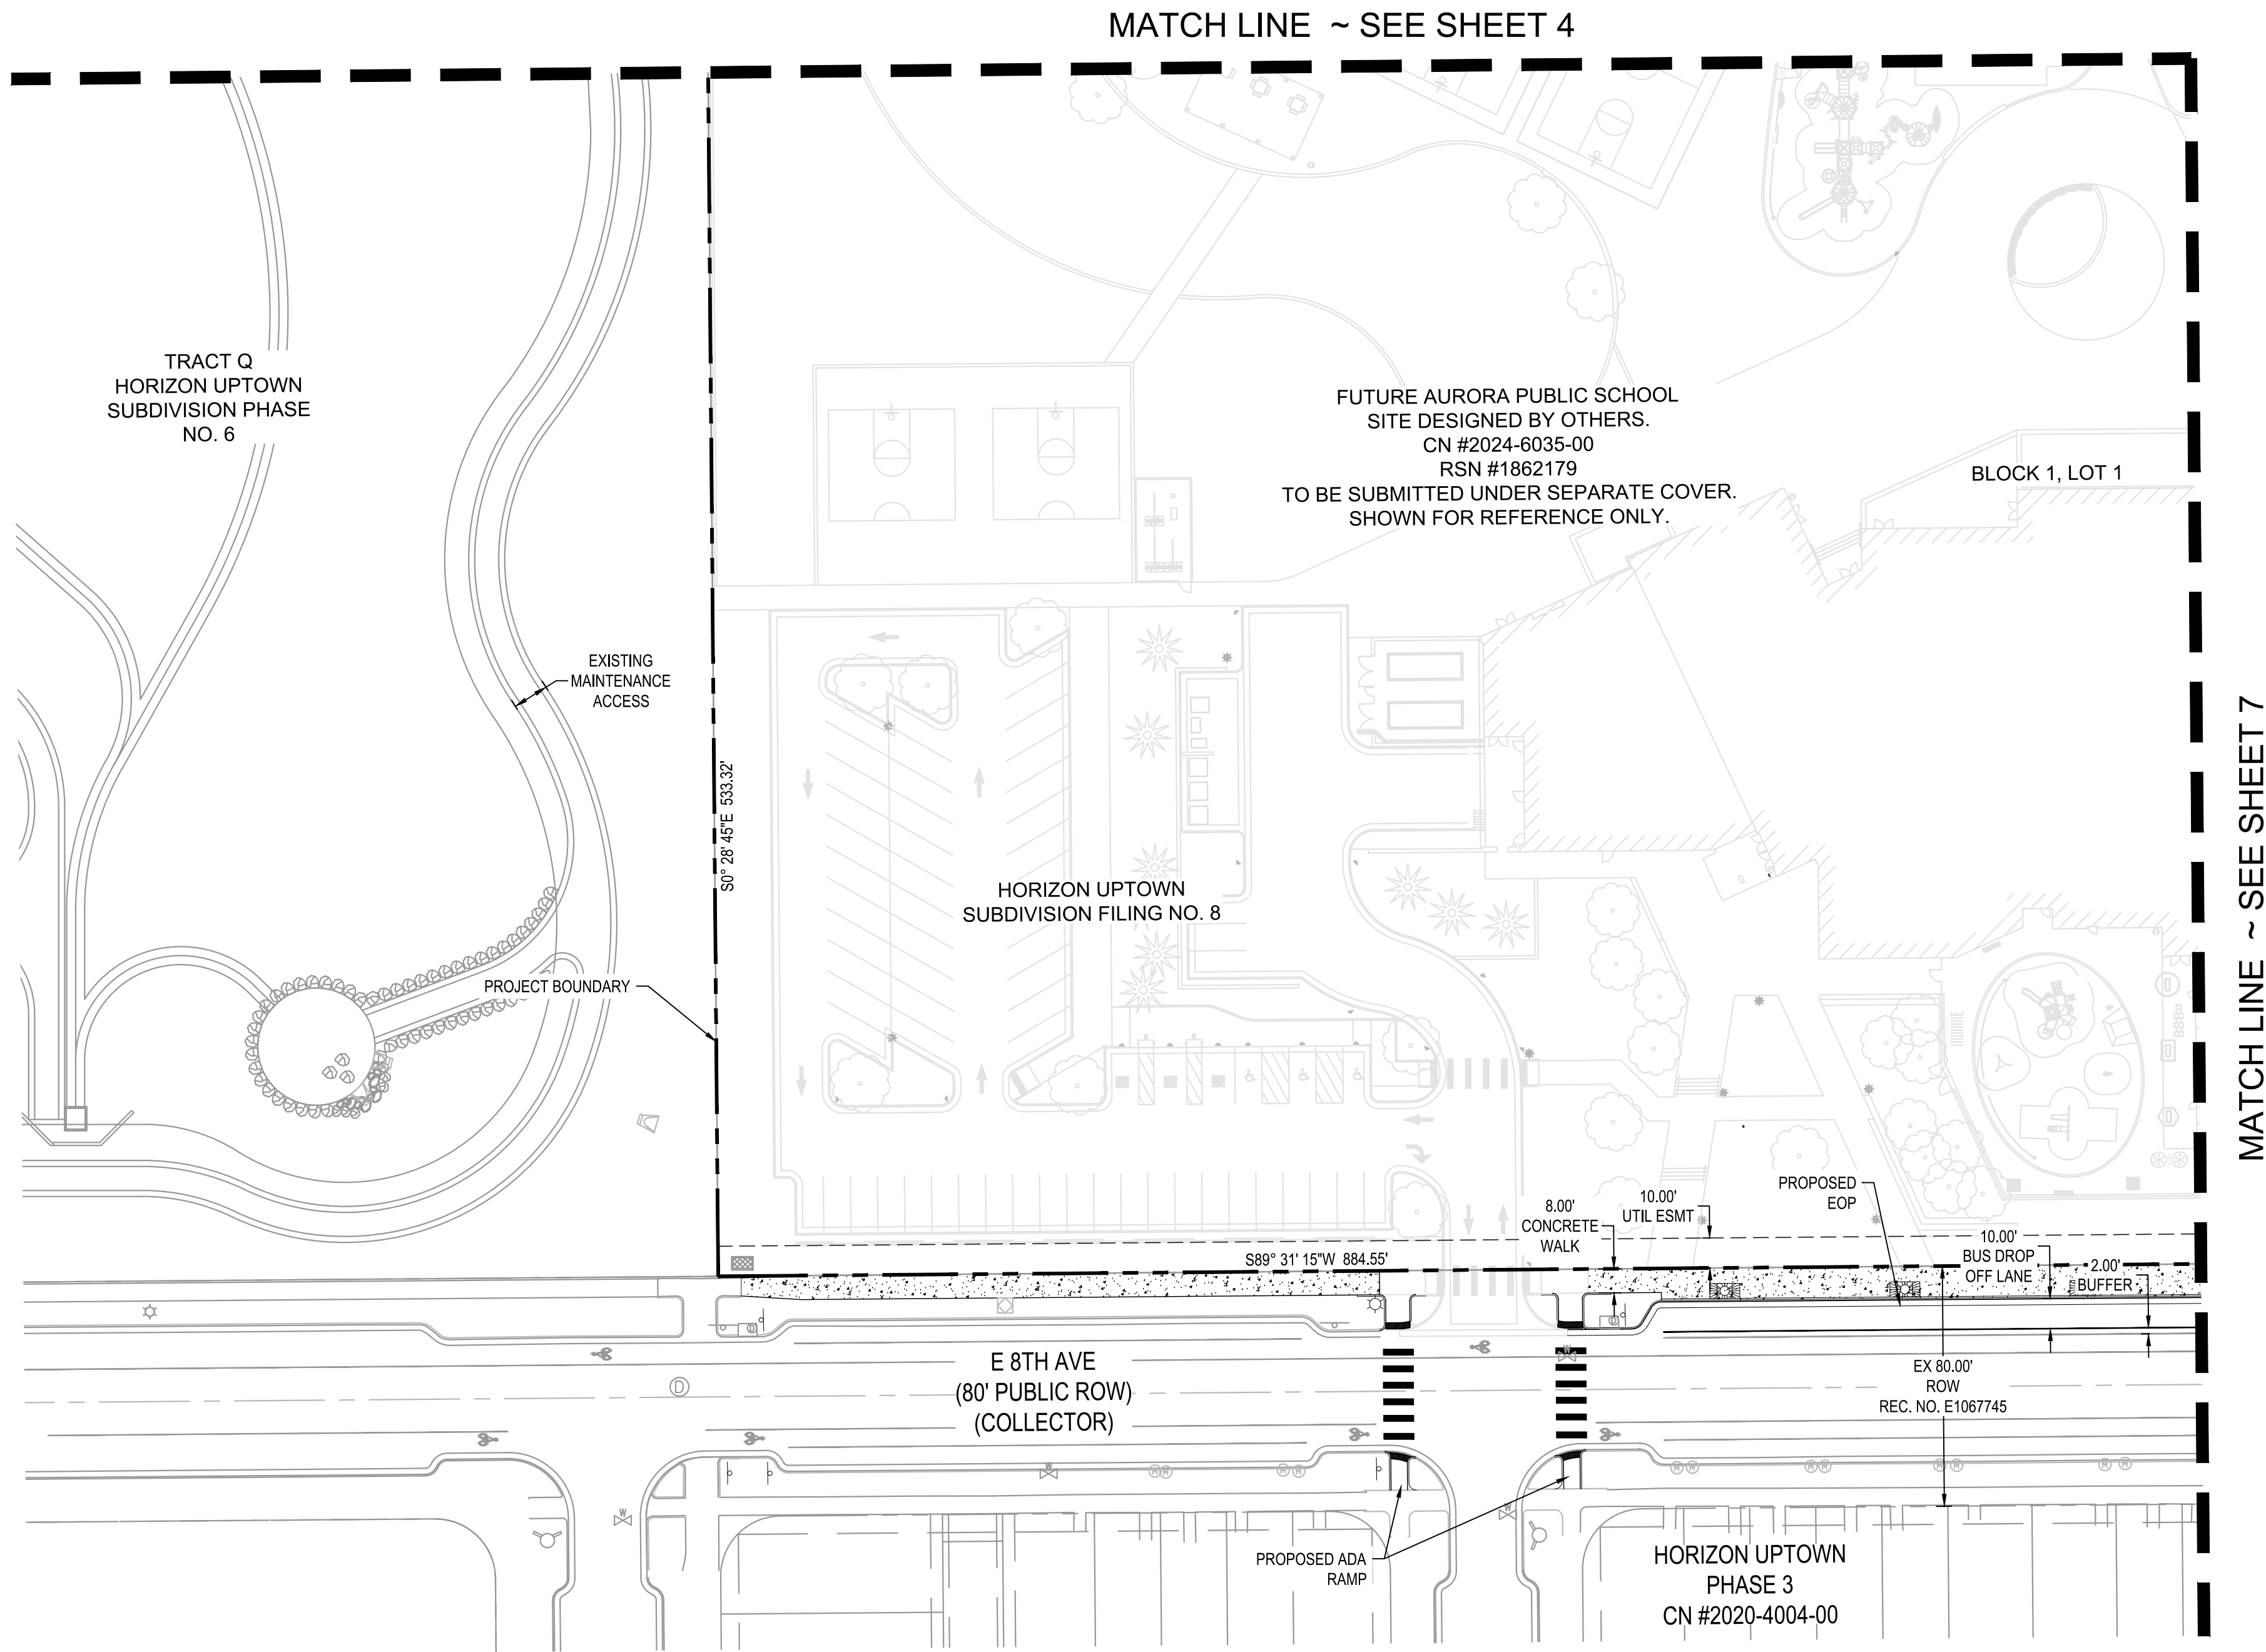 MATCH LINE ~ SEE SHEET 4
TRACT Q
HORIZON UPTOWN
SUBDIVISION PHASE
NO. 6
FUTURE AURORA PUBLIC SCHOOL
SITE DESIGNED BY OTHERS.
CN #2024-6035-00
RSN #1862179
TO BE SUBMITTED UNDER SEPARATE COVER.
SHOWN FOR REFERENCE ONLY.
BLOCK 1, LOT 1
EXISTING
MAINTENANCE
ACCESS
S0° 28' 45"E 533.32'
MATCH LINE ~ SEE SHEET 7
HORIZON UPTOWN
SUBDIVISION FILING NO. 8
PROJECT BOUNDARY
PROPOSED
EOP
8.00'
CONCRETE
WALK
10.00'
UTIL ESMT
10.00'
BUS DROP
OFF LANE
2.00'
BUFFER
S89° 31' 15"W 884.55'
E 8TH AVE
(80' PUBLIC ROW)
(COLLECTOR)
D
W
EX 80.00'
ROW
REC. NO. E1067745
W
M M
M M
M M
M M
M M
M M
W
W
PROPOSED ADA
RAMP
HORIZON UPTOWN
PHASE 3
CN #2020-4004-00